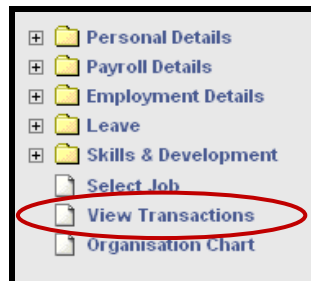 Personal Details
Payroll Details
Employment Details
Leave
Skills & Development
Select Job
View Transactions
Organisation Chart